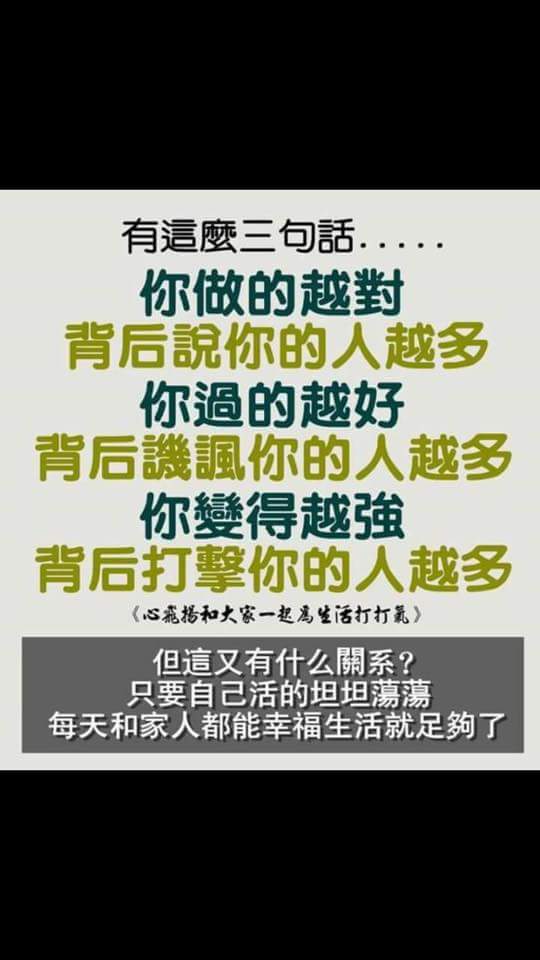 有這麼三句話.....
你做的越對
背后說你的人越多
你過的越好
背后譏諷你的人越多
你變得越強
背后打擊你的人越多
《心飛揚和大家一起爲生活打打氣》
但這又有什么關系?
只要自己活的坦坦蕩蕩
每天和家人都能幸福生活就足夠了